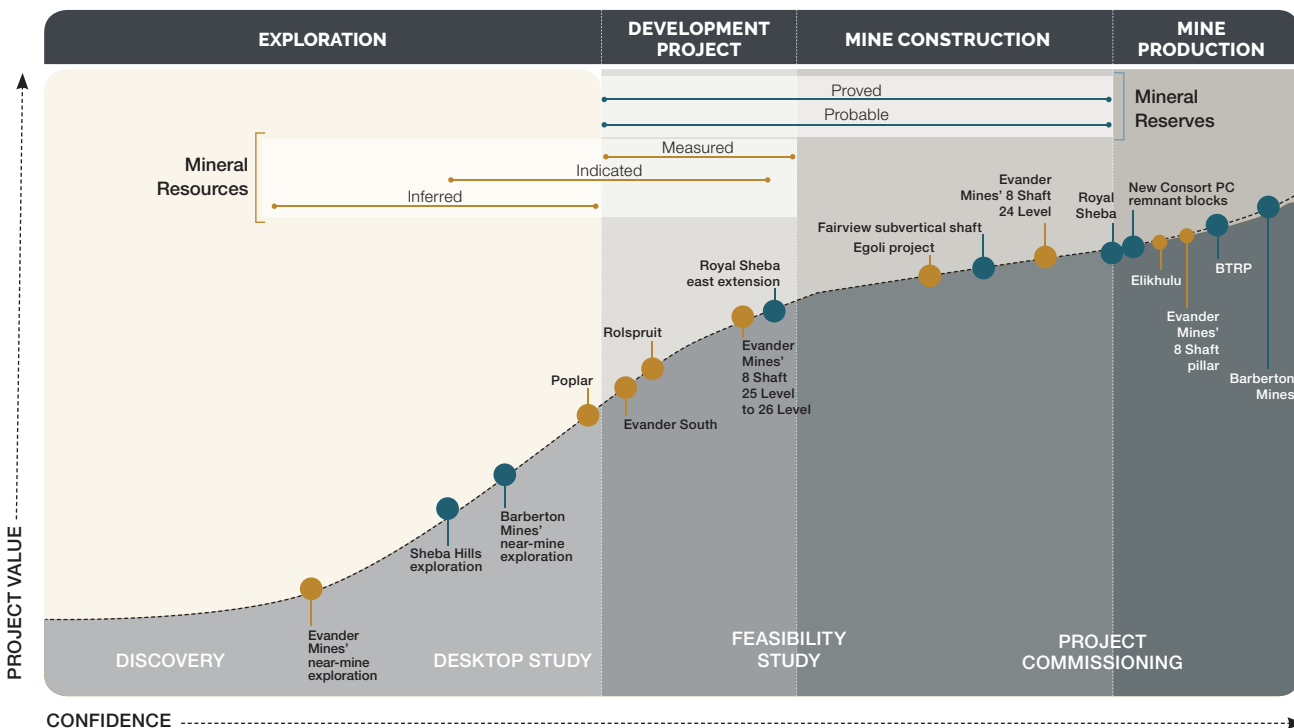 EXPLORATION
DEVELOPMENT
PROJECT
MINE CONSTRUCTION
MINE
PRODUCTION
Proved
Probable
Mineral
Reserves
Measured
Indicated
Inferred
Mineral
Resources
Evander
Mines’ 8 Shaft
24 Level
Royal
Sheba
New Consort PC
remnant blocks
Fairview subvertical shaft
Egoli project
Elikhulu
BTRP
Royal Sheba
east extension
Rolspruit
Evander
Mines’
8 Shaft
25 Level
to 26 Level
Evander
Mines’
8 Shaft
pillar
Barberton
Mines
Poplar
Evander South
Barberton
Mines’
near-mine
exploration
Sheba Hills
exploration
Evander
Mines’
near-mine
exploration
DISCOVERY
DESKTOP STUDY
FEASIBILITY
STUDY
PROJECT
COMMISSIONING
PROJECT VALUE
CONFIDENCE